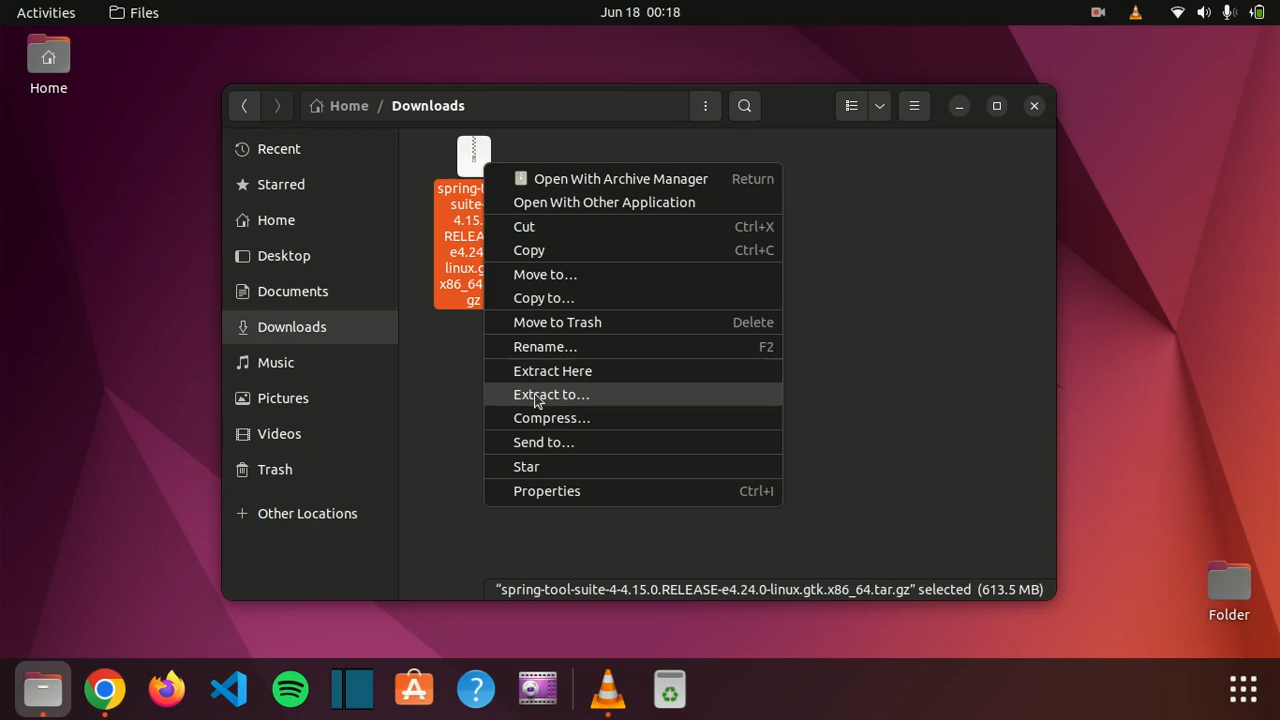 Activities Files Jun 18 00:18
Home
Home / Downloads
Recent
Starred
Home
Desktop
Documents
Downloads
Music
Pictures
Videos
Trash
Other Locations
spring-t
suite-
4.15.
RELEA
e4.24.
linux.g
x86_64
gz
Open With Archive Manager Return
Open With Other Application
Cut Ctrl+X
Copy Ctrl+C
Move to…
Copy to…
Move to Trash Delete
Rename… F2
Extract Here
Extract to…
Compress…
Send to…
Star
Properties Ctrl+I
“spring-tool-suite-4-4.15.0.RELEASE-e4.24.0-linux.gtk.x86_64.tar.gz” selected (613.5 MB)
Folder